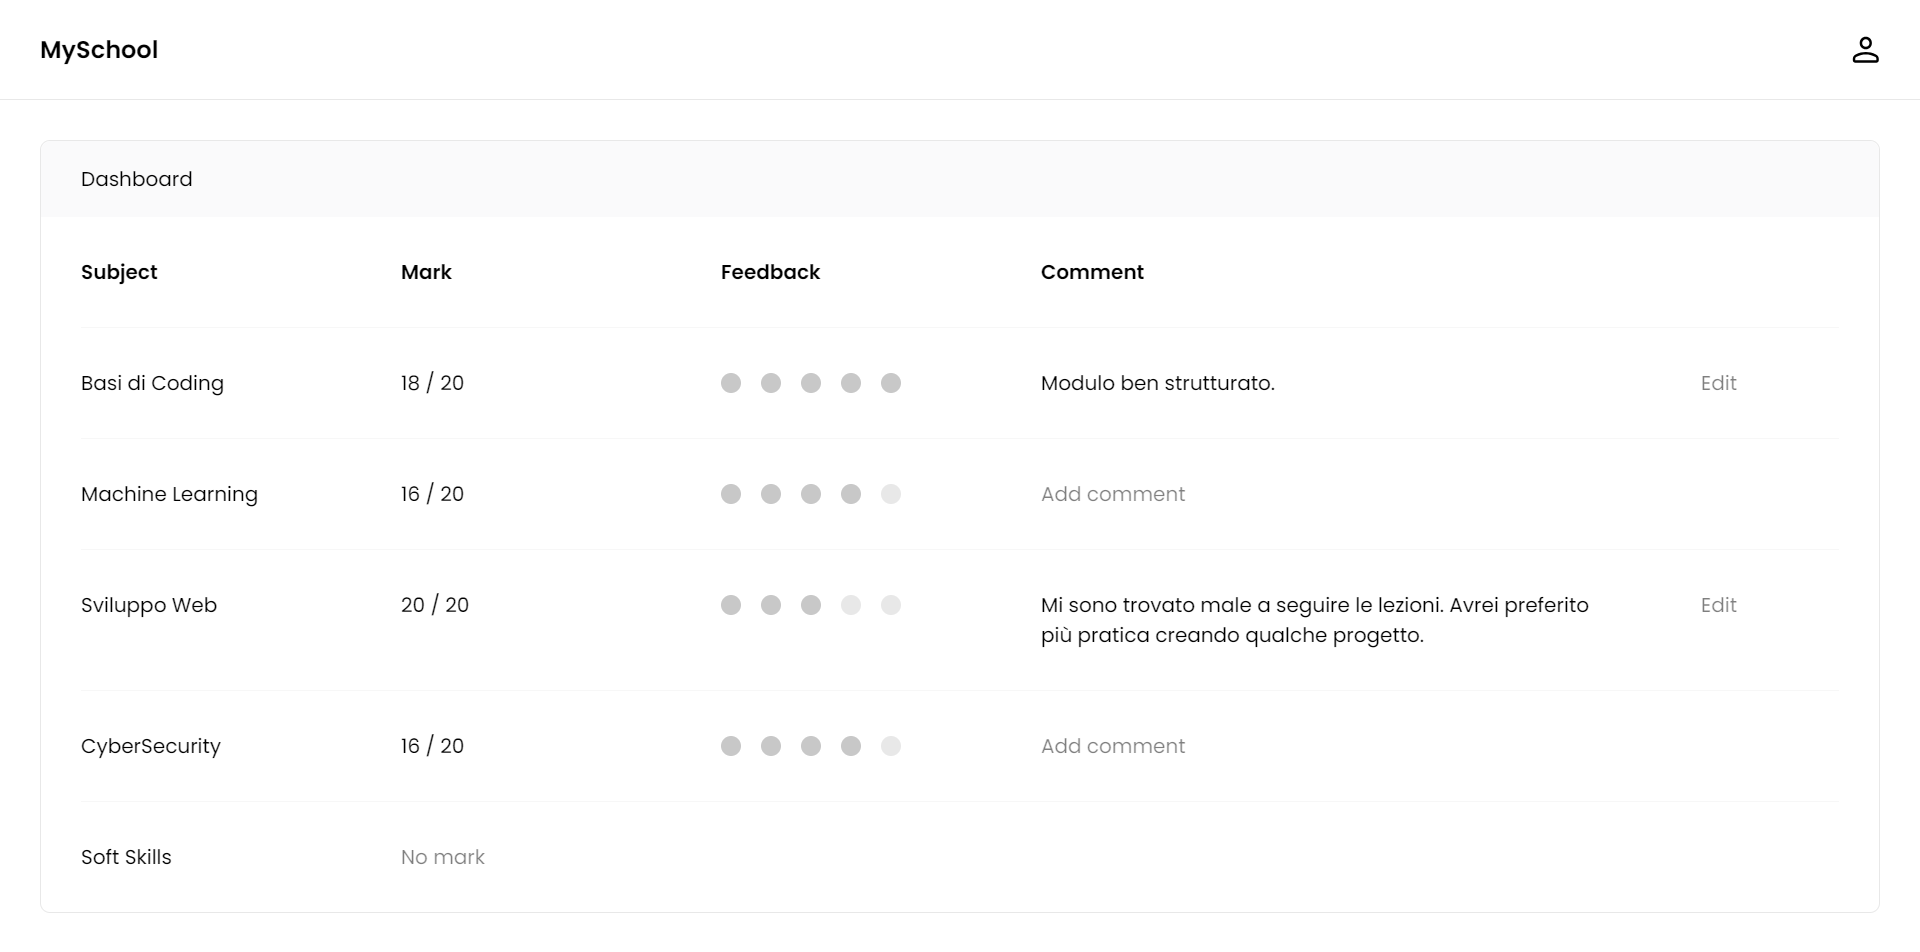 MySchool
Dashboard
Subject Mark Feedback Comment
Basi di Coding 18 / 20 Modulo ben strutturato. Edit
Machine Learning 16 / 20 Add comment
Sviluppo Web 20 / 20 Mi sono trovato male a seguire le lezioni. Avrei preferito Edit
più pratica creando qualche progetto.
CyberSecurity 16 / 20 Add comment
Soft Skills No mark